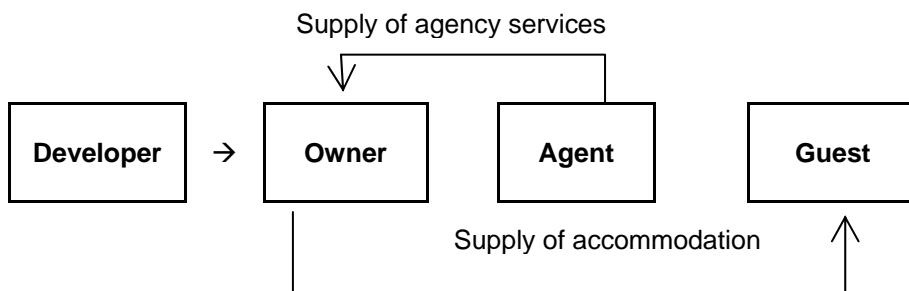 Supply of agency services
Developer → Owner Agent Guest
Supply of accommodation